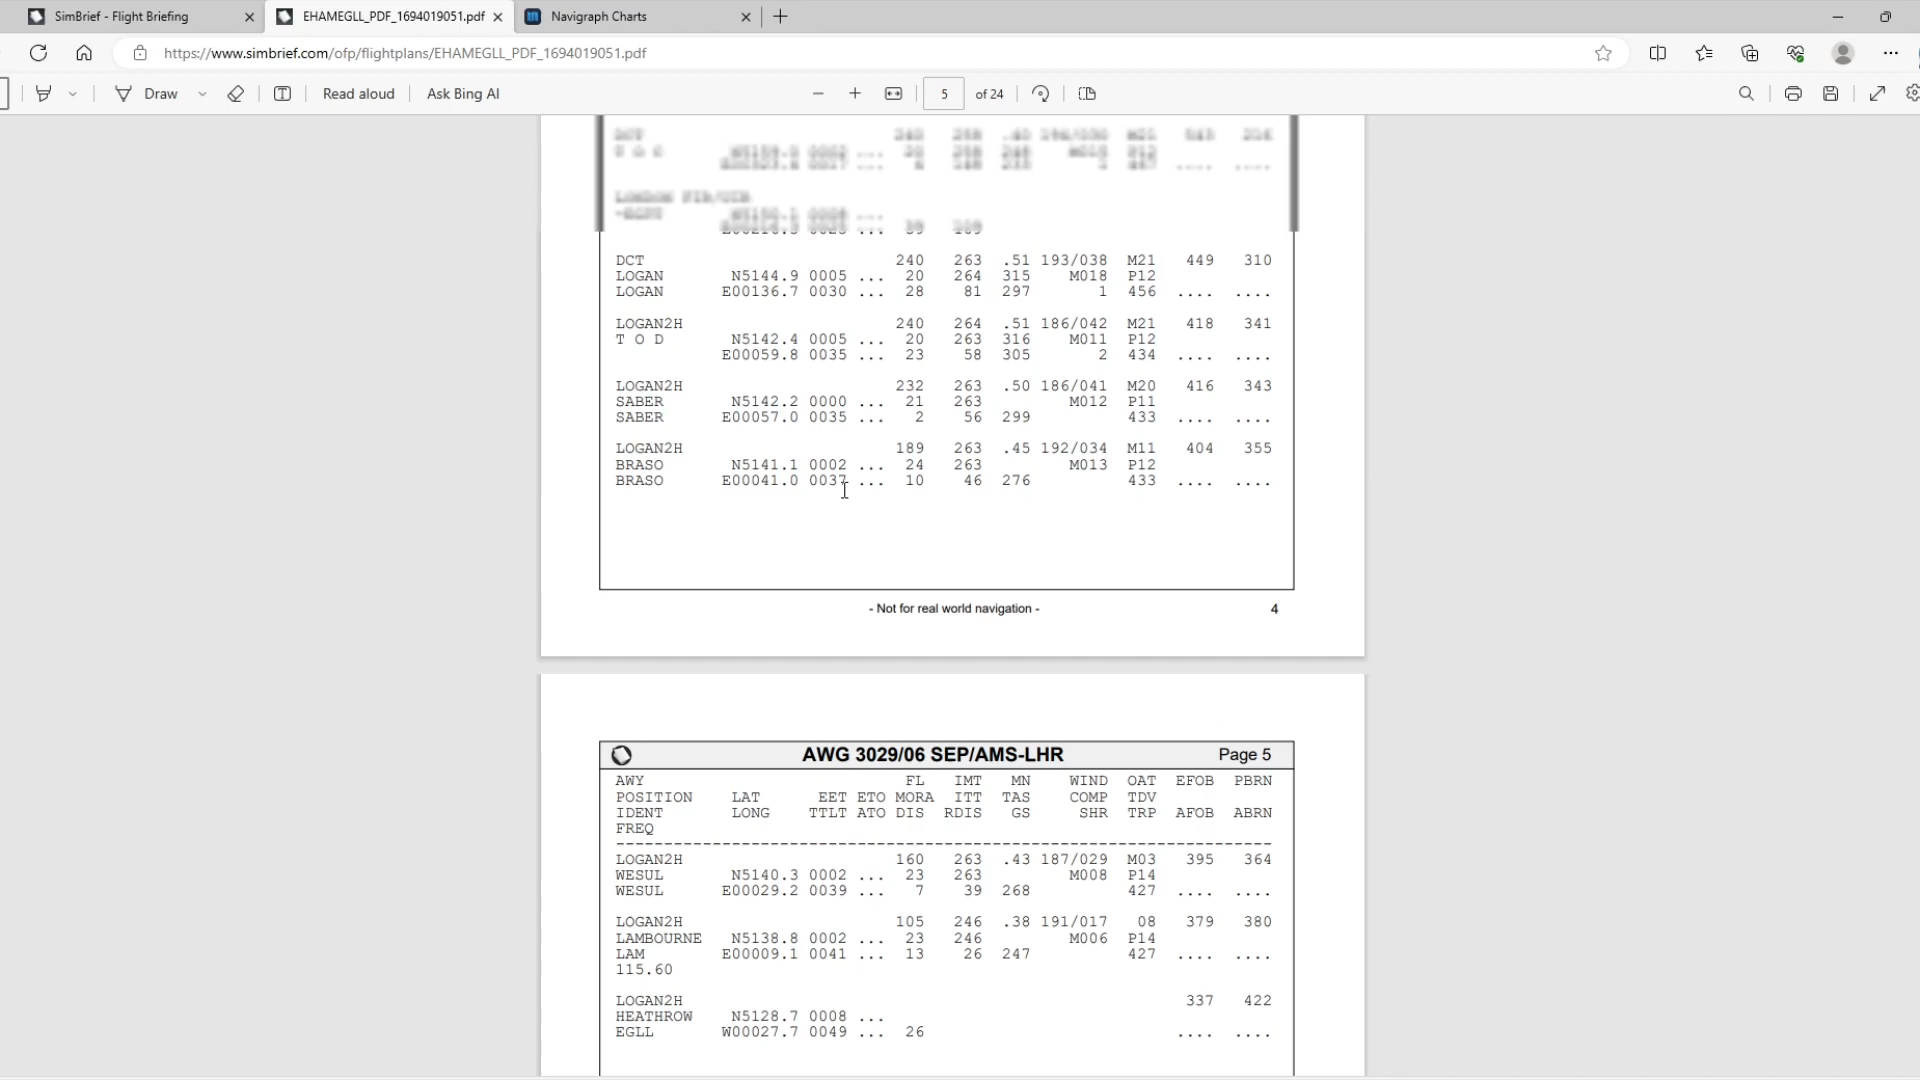 SimBrief - Flight Briefing
EHAMEGLL_PDF_1694019051.pdf
Navigraph Charts
https://www.simbrief.com/ofp/flightplans/EHAMEGLL_PDF_1694019051.pdf
Draw
Read aloud
Ask Bing AI
5 of 24
DCT 240 263 .51 193/038 M21 449 310
LOGAN N5144.9 0005 ... 20 264 315 M018 P12
LOGAN E00136.7 0030 ... 28 81 297 1 456 .... ....
LOGAN2H 240 264 .51 186/042 M21 418 341
T O D N5142.4 0005 ... 20 263 316 M011 P12
E00059.8 0035 ... 23 58 305 2 434 .... ....
LOGAN2H 232 263 .50 186/041 M20 416 343
SABER N5142.2 0000 ... 21 263 M012 P11
SABER E00057.0 0035 ... 2 56 299 433 .... ....
LOGAN2H 189 263 .45 192/034 M11 404 355
BRASO N5141.1 0002 ... 24 263 M013 P12
BRASO E00041.0 0037 ... 10 46 276 433 .... ....
- Not for real world navigation - 4
AWG 3029/06 SEP/AMS-LHR Page 5
AWY FL IMT MN WIND OAT EFOB PBRN
POSITION LAT EET ETO MORA ITT TAS COMP TDV
IDENT LONG TTLT ATO DIS RDIS GS SHR TRP AFOB ABRN
FREQ
--------------------------------------------------------------------
LOGAN2H 160 263 .43 187/029 M03 395 364
WESUL N5140.3 0002 ... 23 263 M008 P14
WESUL E00029.2 0039 ... 7 39 268 427 .... ....
LOGAN2H 105 246 .38 191/017 08 379 380
LAMBOURNE N5138.8 0002 ... 23 246 M006 P14
LAM E00009.1 0041 ... 13 26 247 427 .... ....
115.60
LOGAN2H 337 422
HEATHROW N5128.7 0008 ...
EGLL W00027.7 0049 ... 26 .... ....